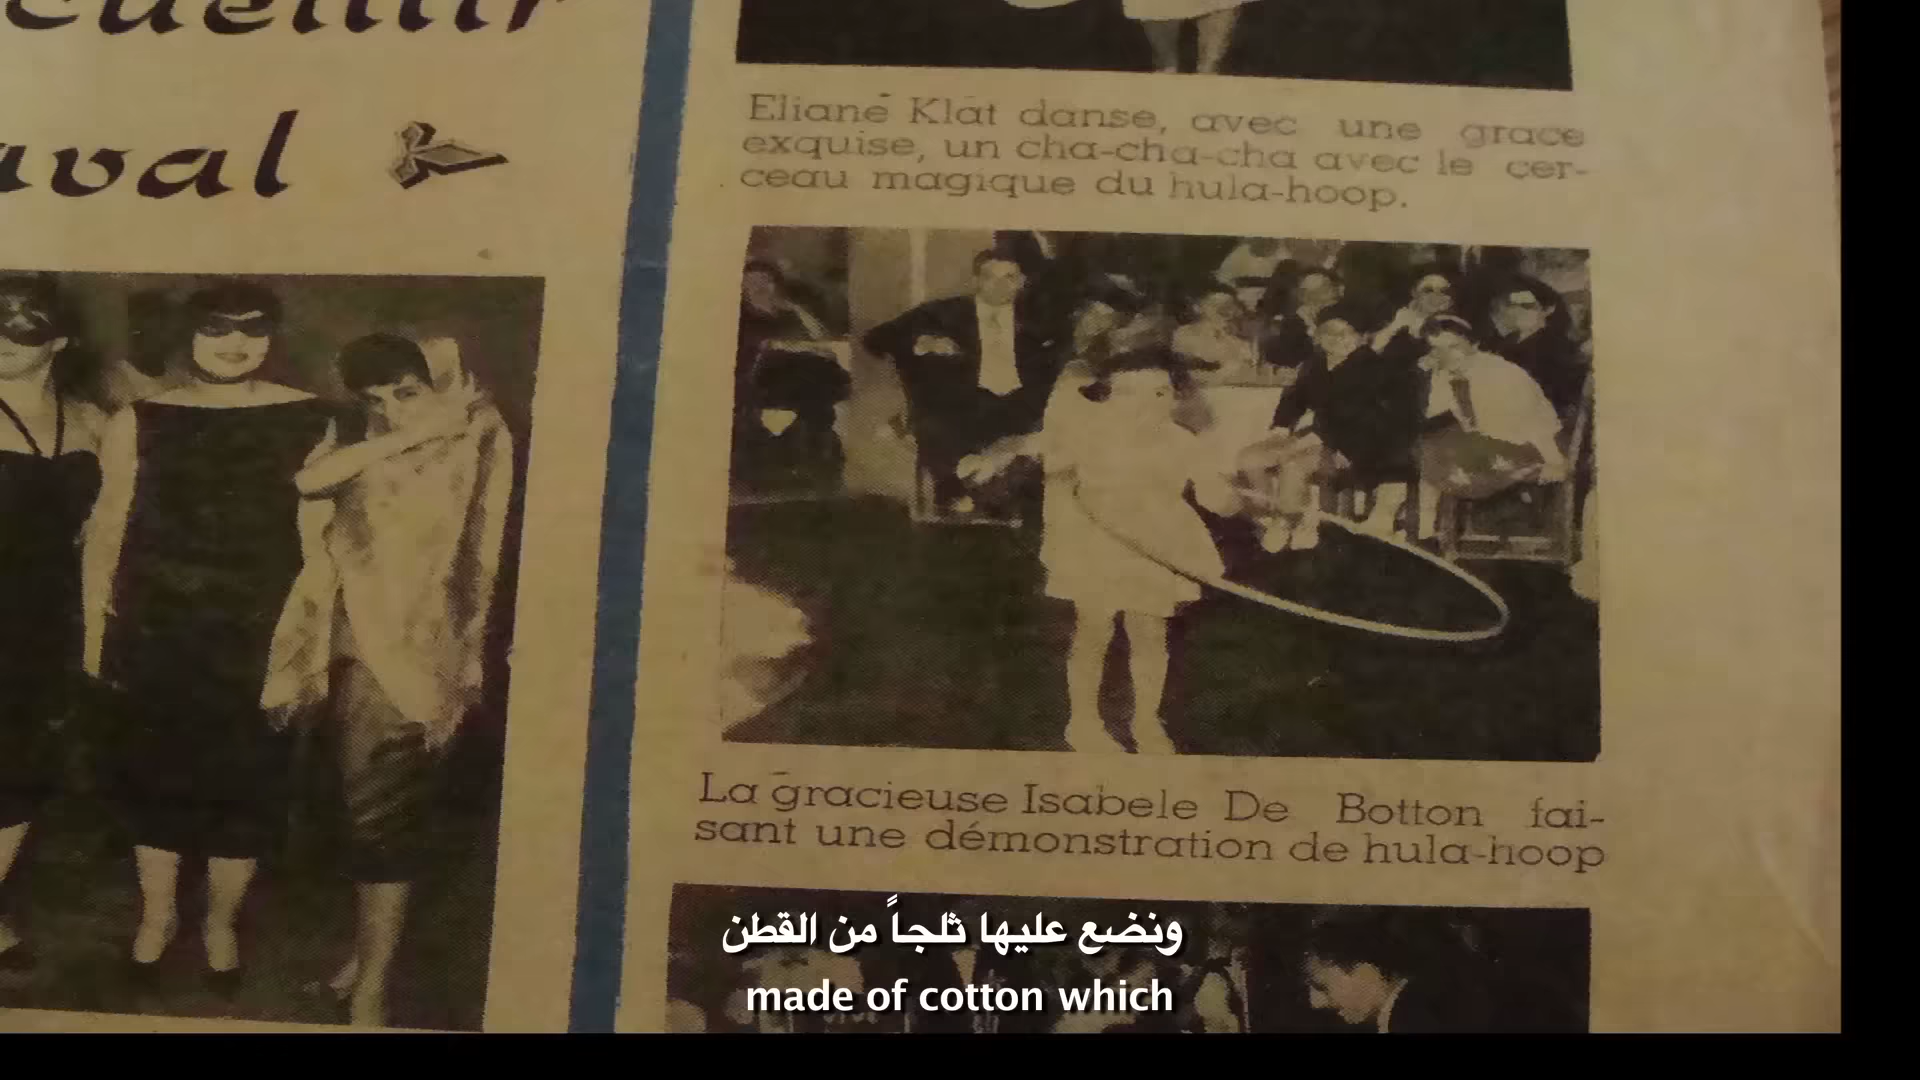 Eliane Klat danse, avec une grace
exquise, un cha-cha-cha avec le cer-
ceau magique du hula-hoop.
La gracieuse Isabele De Botton fai-
sant une démonstration de hula-hoop
ونضع عليها ثلجاً من القطن
made of cotton which